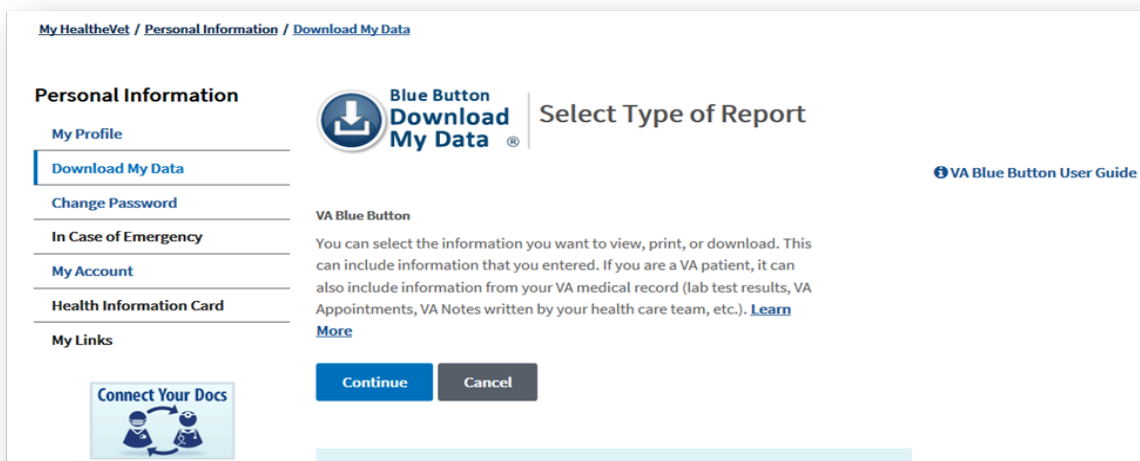 My HealtheVet / Personal Information / Download My Data
Personal Information
My Profile
Download My Data
Change Password
In Case of Emergency
My Account
Health Information Card
My Links
Connect Your Docs
Blue Button
Download
My Data ®
Select Type of Report
VA Blue Button User Guide
VA Blue Button
You can select the information you want to view, print, or download. This
can include information that you entered. If you are a VA patient, it can
also include information from your VA medical record (lab test results, VA
Appointments, VA Notes written by your health care team, etc.). Learn
More
Continue
Cancel